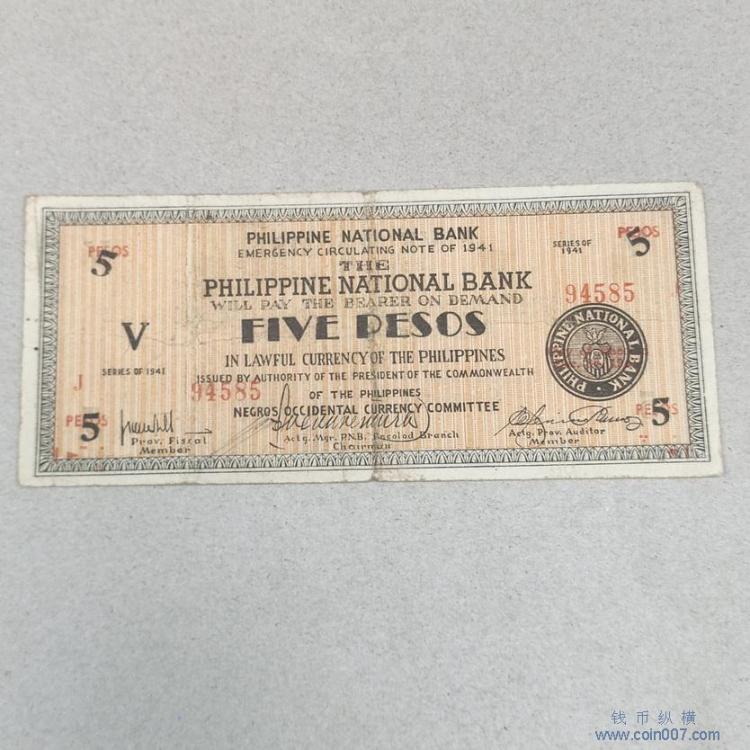 PHILIPPINE NATIONAL BANK
EMERGENCY CIRCULATING NOTE OF 1941
PESOS 5
SERIES OF
1941
PESOS 5
THE
PHILIPPINE NATIONAL BANK
WILL PAY THE BEARER ON DEMAND
94585
V
FIVE PESOS
PHILIPPINE NATIONAL BANK
IN LAWFUL CURRENCY OF THE PHILIPPINES
SERIES OF 1941
ISSUED BY AUTHORITY OF THE PRESIDENT OF THE COMMONWEALTH
J
94585
OF THE PHILIPPINES
NEGROS OCCIDENTAL CURRENCY COMMITTEE
PESOS 5
PESOS 5
Prov. Fiscal
Member
Actg. Mgr. P.N.B. Bacolod Branch
Chairman
Actg. Prov. Auditor
Member
钱币纵横
www.coin007.com